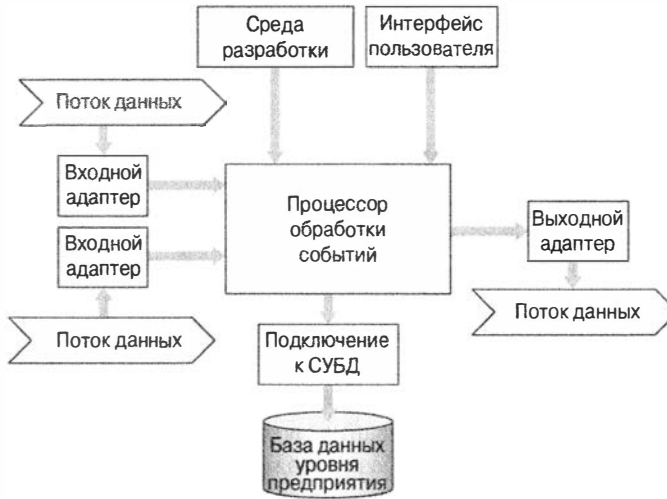 Среда
разработки
Интерфейс
пользователя
Поток данных
Входной
адаптер
Процессор
обработки
событий
Выходной
адаптер
Входной
адаптер
Поток данных
Поток данных
Подключение
к СУБД
База данных
уровня
предприятия